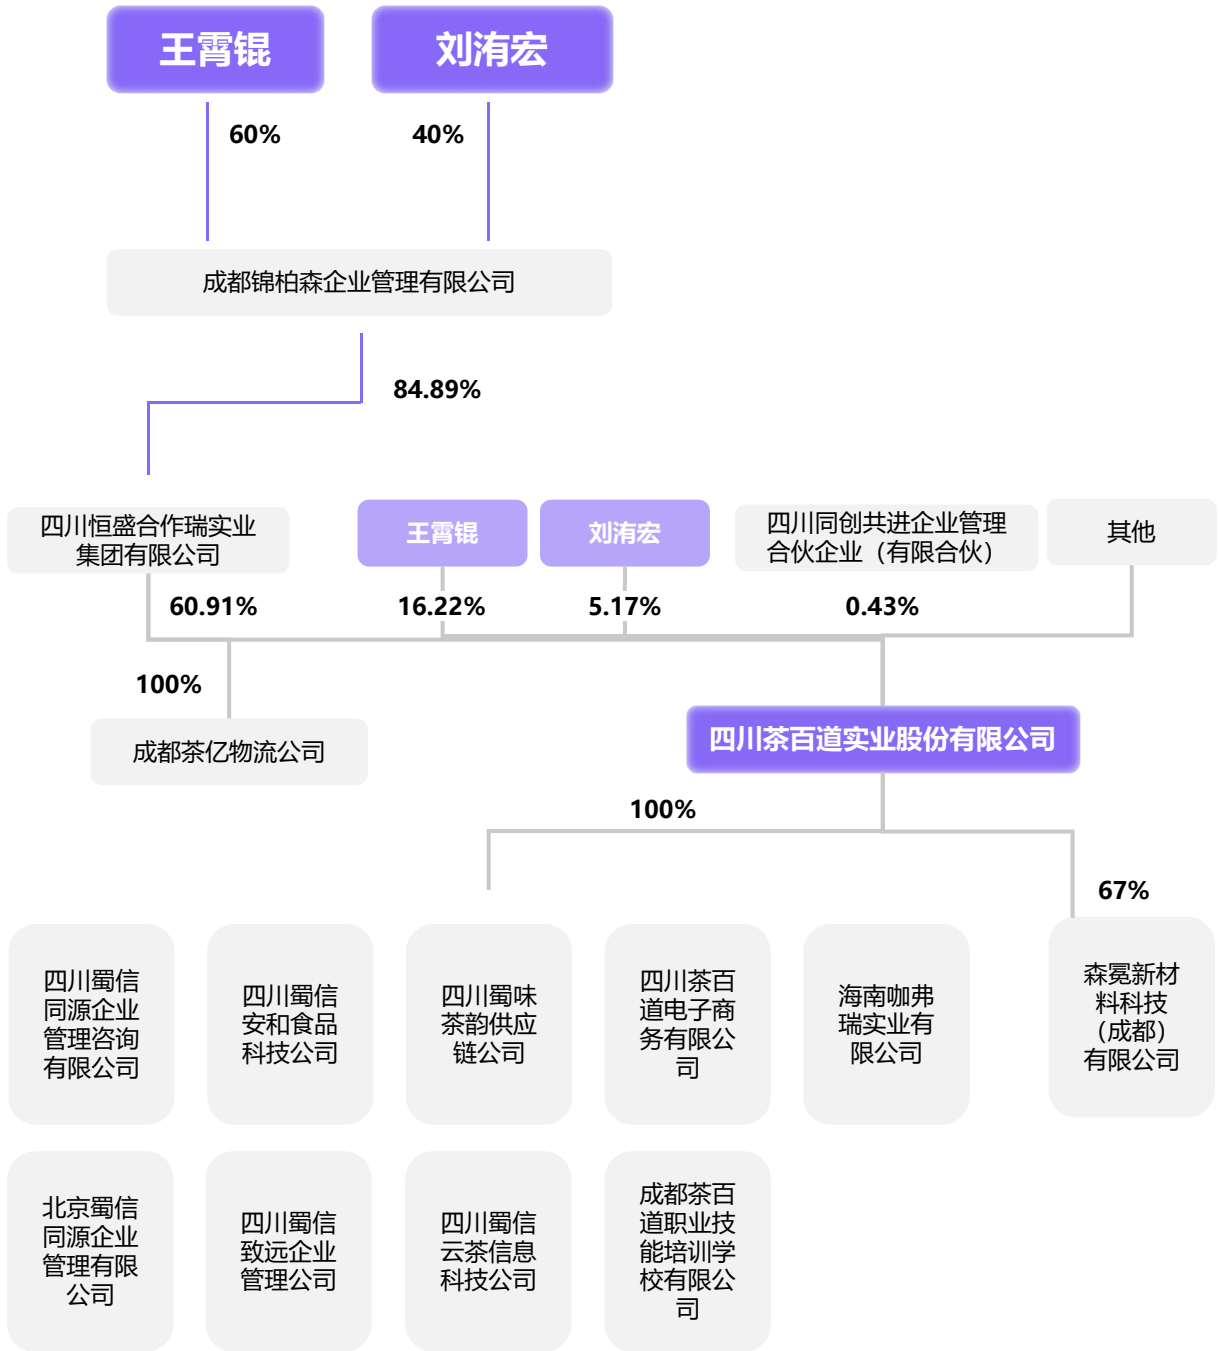 王霄锟
刘洧宏
60%
40%
成都锦柏森企业管理有限公司
84.89%
四川恒盛合作瑞实业
集团有限公司
王霄锟
刘洧宏
四川同创共进企业管理
合伙企业（有限合伙）
其他
60.91%
16.22%
5.17%
0.43%
100%
成都茶亿物流公司
四川茶百道实业股份有限公司
100%
67%
四川蜀信
同源企业
管理咨询
有限公司
四川蜀信
安和食品
科技公司
四川蜀味
茶韵供应
链公司
四川茶百
道电子商
务有限公
司
海南咖弗
瑞实业有
限公司
森冕新材
料科技
（成都）
有限公司
北京蜀信
同源企业
管理有限
公司
四川蜀信
致远企业
管理公司
四川蜀信
云茶信息
科技公司
成都茶百
道职业技
能培训学
校有限公
司